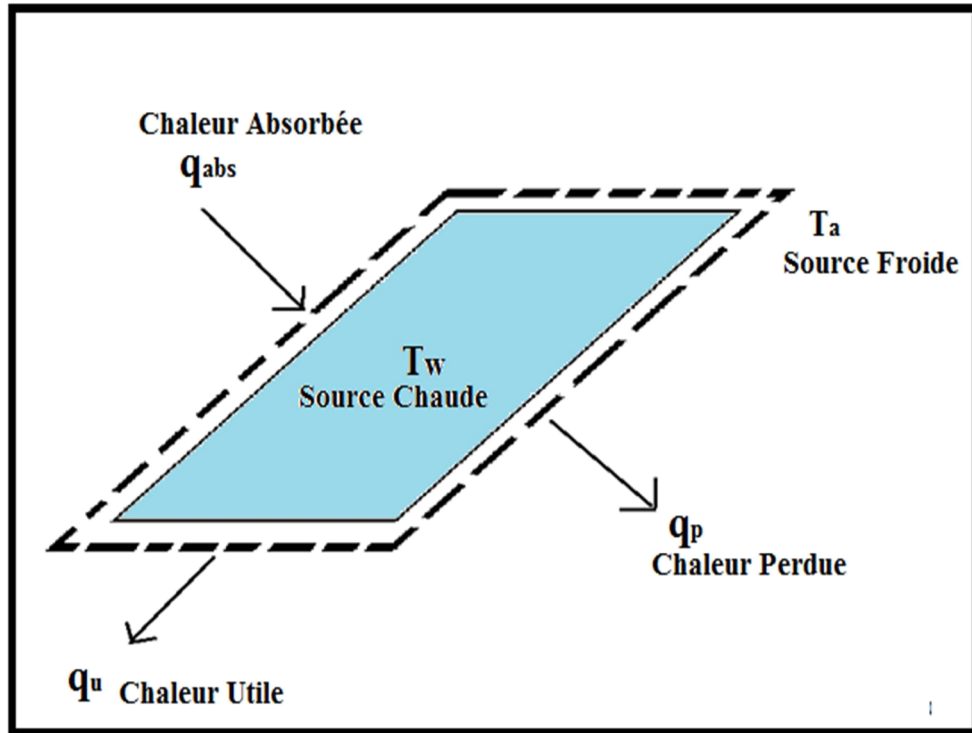 Chaleur Absorbée
qabs
Ta
Source Froide
Tw
Source Chaude
qp
Chaleur Perdue
qu Chaleur Utile